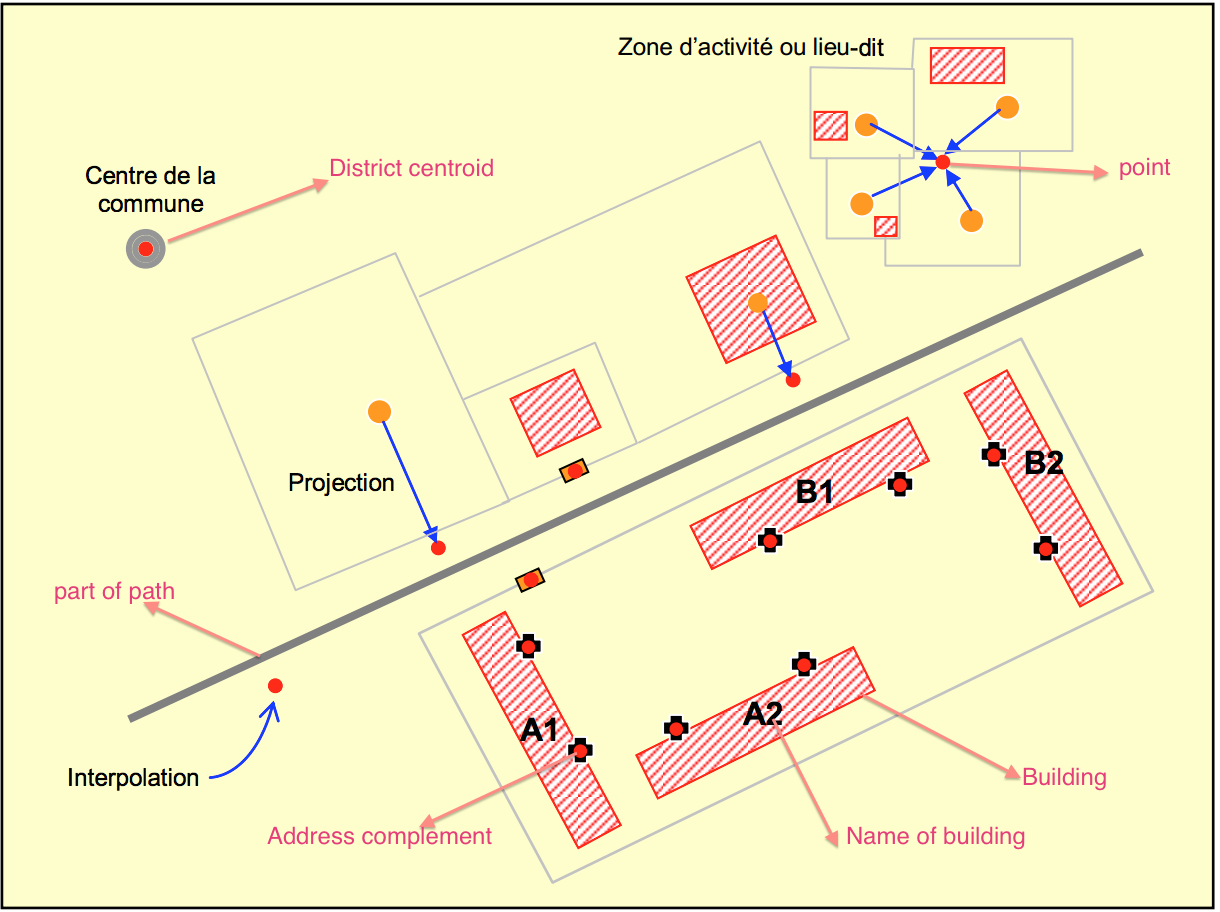 Zone d’activité ou lieu-dit
Centre de la
commune
District centroid
point
Projection
B1
B2
part of path
A1
A2
Interpolation
Building
Address complement
Name of building